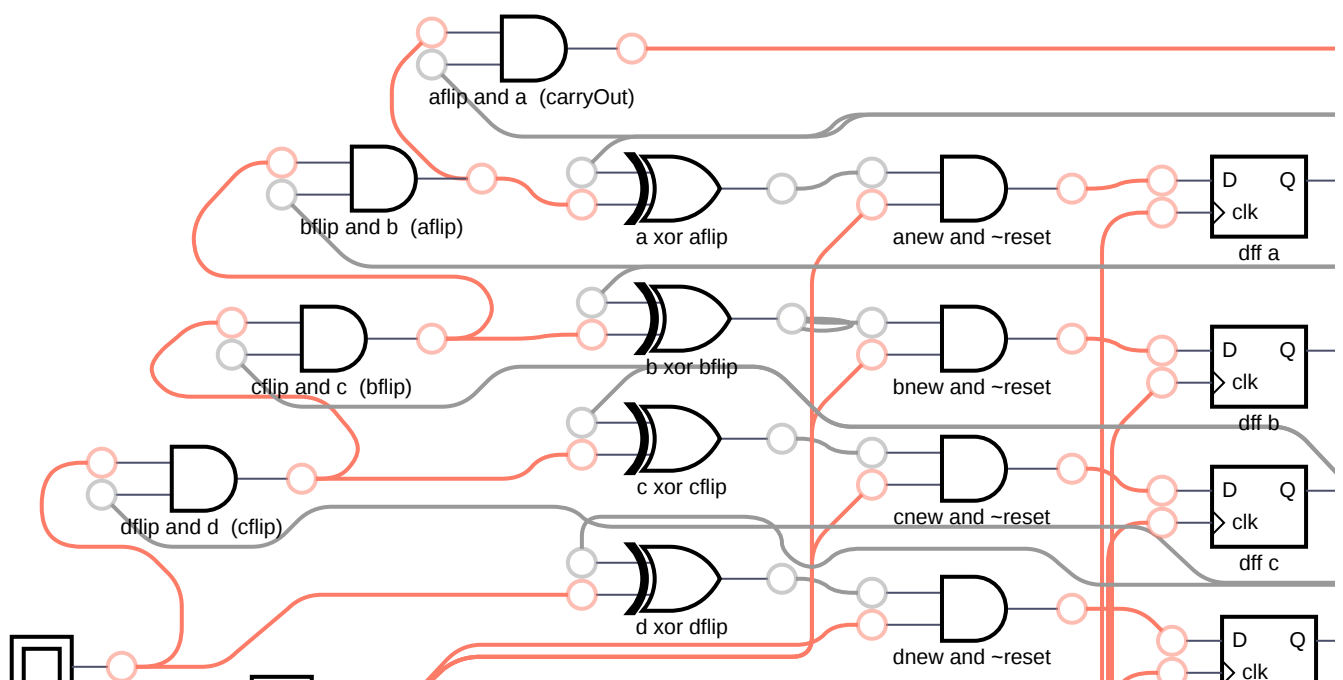 aflip and a (carryOut)
bflip and b (aflip)
a xor aflip
anew and ~reset
D Q
clk
dff a
cflip and c (bflip)
b xor bflip
bnew and ~reset
D Q
clk
dff b
dflip and d (cflip)
c xor cflip
cnew and ~reset
D Q
clk
dff c
d xor dflip
dnew and ~reset
D Q
clk